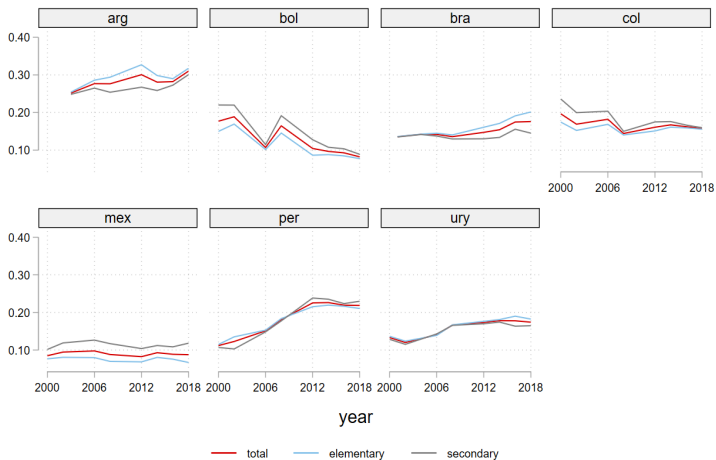 arg bol bra col
0.40
0.30
0.20
0.10
2000 2006 2012 2018
mex per ury
0.40
0.30
0.20
0.10
2000 2006 2012 2018 2000 2006 2012 2018 2000 2006 2012 2018
year
total elementary secondary